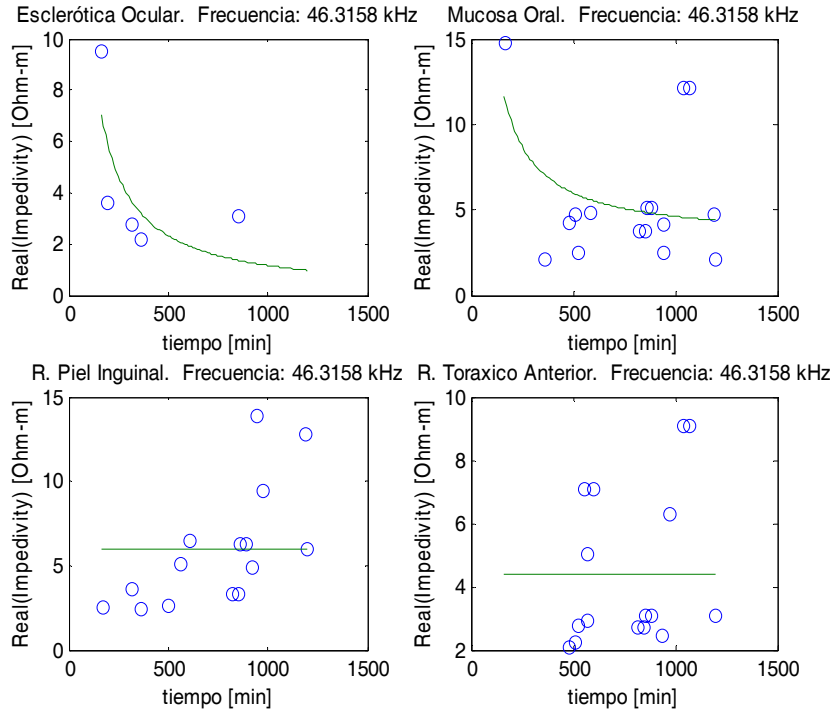 Esclerótica Ocular. Frecuencia: 46.3158 kHz
10
8
6
4
2
0
Real(Impedivity) [Ohm-m]
0 500 1000 1500
tiempo [min]
Mucosa Oral. Frecuencia: 46.3158 kHz
15
10
5
0
Real(Impedivity) [Ohm-m]
0 500 1000 1500
tiempo [min]
R. Piel Inguinal. Frecuencia: 46.3158 kHz
15
10
5
0
Real(Impedivity) [Ohm-m]
0 500 1000 1500
tiempo [min]
R. Toraxico Anterior. Frecuencia: 46.3158 kHz
10
8
6
4
2
Real(Impedivity) [Ohm-m]
0 500 1000 1500
tiempo [min]